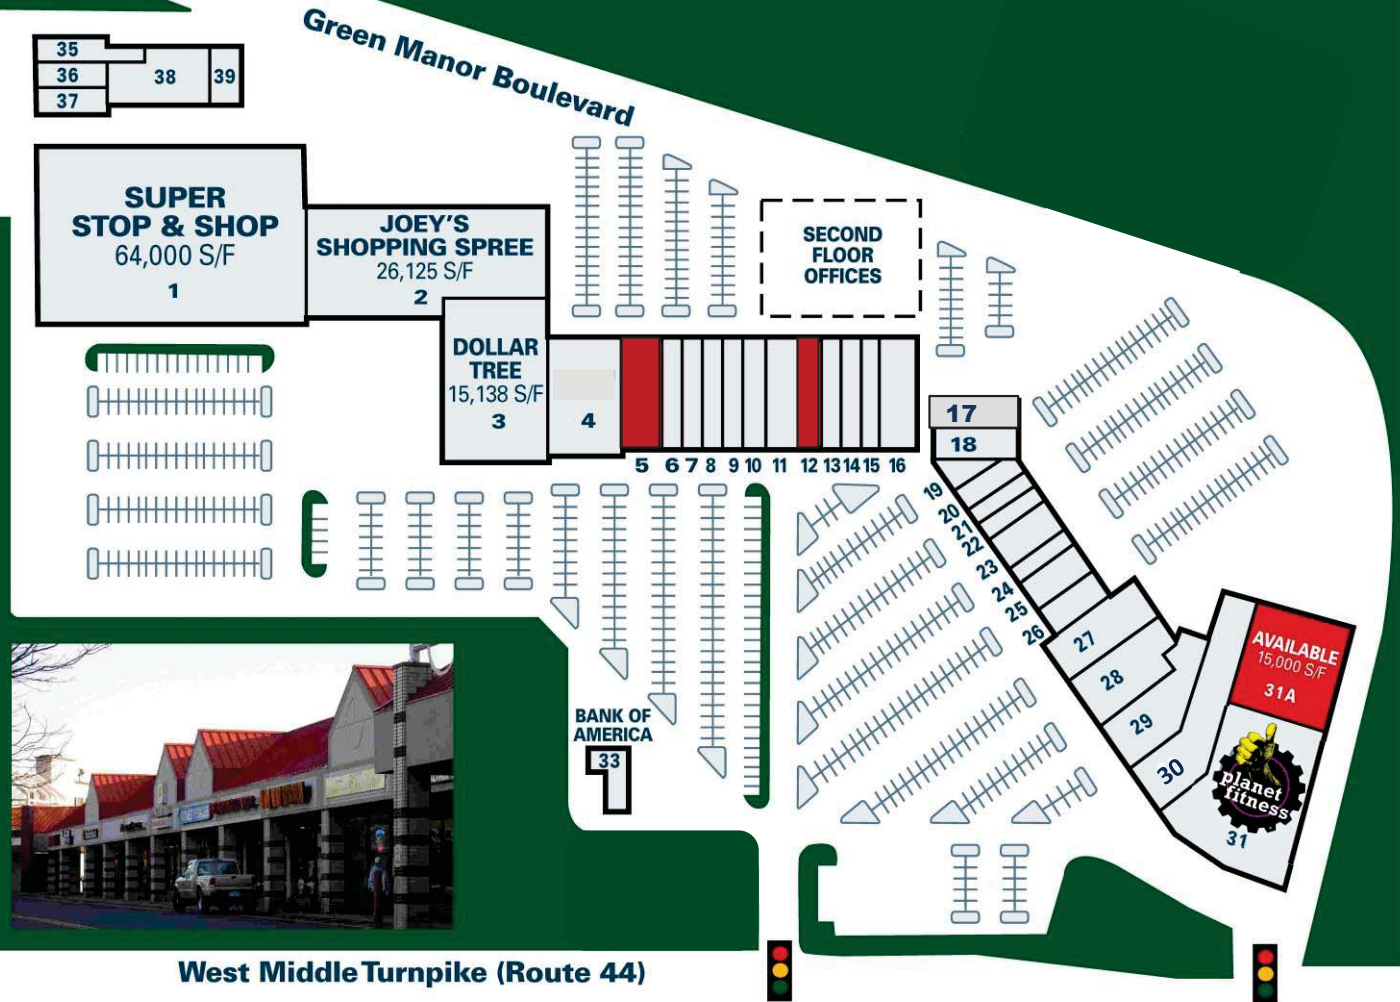 Green Manor Boulevard
35
36
37
38
39
SUPER
STOP & SHOP
64,000 S/F
1
JOEY'S
SHOPPING SPREE
26,125 S/F
2
SECOND
FLOOR
OFFICES
DOLLAR
TREE
15,138 S/F
3
4
5 6 7 8 9 10 11 12 13 14 15 16
17
18
19
20
21
22
23
24
25
26
27
28
29
30
AVAILABLE
15,000 S/F
31A
planet
fitness
31
BANK OF
AMERICA
33
West Middle Turnpike (Route 44)